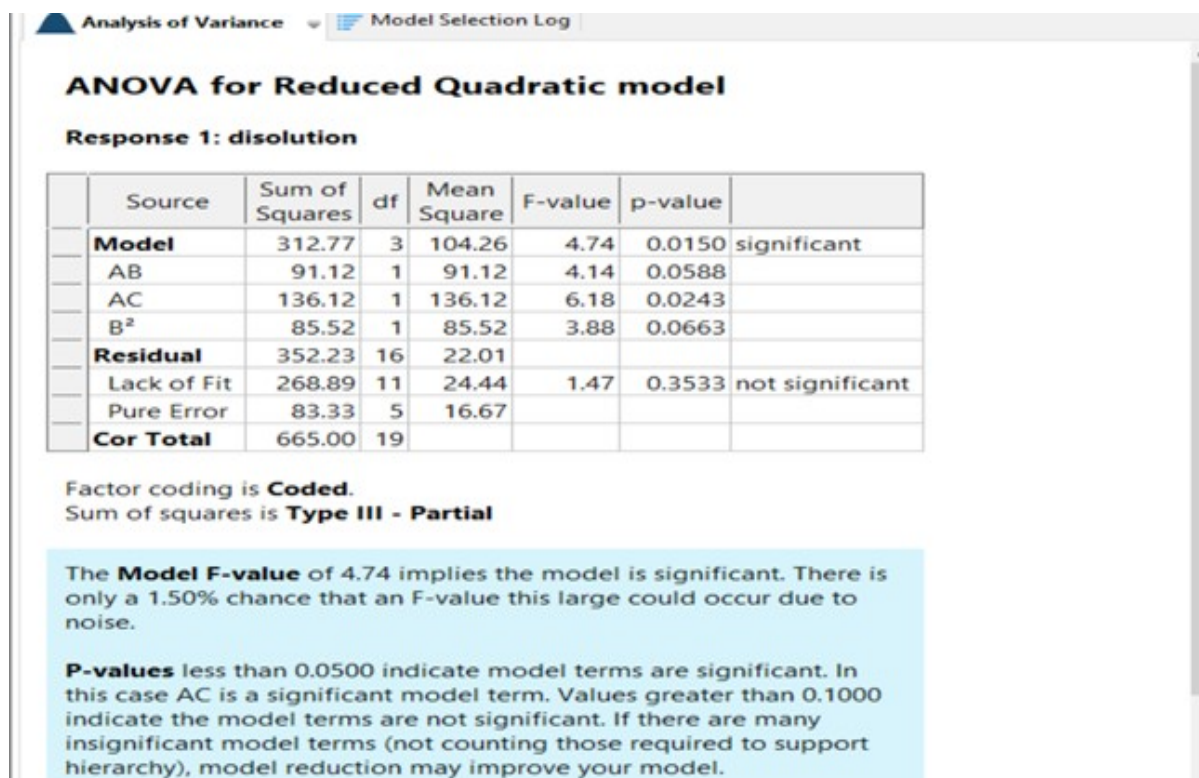 Analysis of Variance Model Selection Log
ANOVA for Reduced Quadratic model
Response 1: disolution
Source Sum of Squares df Mean Square F-value p-value
Model 312.77 3 104.26 4.74 0.0150 significant
AB 91.12 1 91.12 4.14 0.0588
AC 136.12 1 136.12 6.18 0.0243
B² 85.52 1 85.52 3.88 0.0663
Residual 352.23 16 22.01
Lack of Fit 268.89 11 24.44 1.47 0.3533 not significant
Pure Error 83.33 5 16.67
Cor Total 665.00 19
Factor coding is Coded.
Sum of squares is Type III - Partial
The Model F-value of 4.74 implies the model is significant. There is
only a 1.50% chance that an F-value this large could occur due to
noise.
P-values less than 0.0500 indicate model terms are significant. In
this case AC is a significant model term. Values greater than 0.1000
indicate the model terms are not significant. If there are many
insignificant model terms (not counting those required to support
hierarchy), model reduction may improve your model.